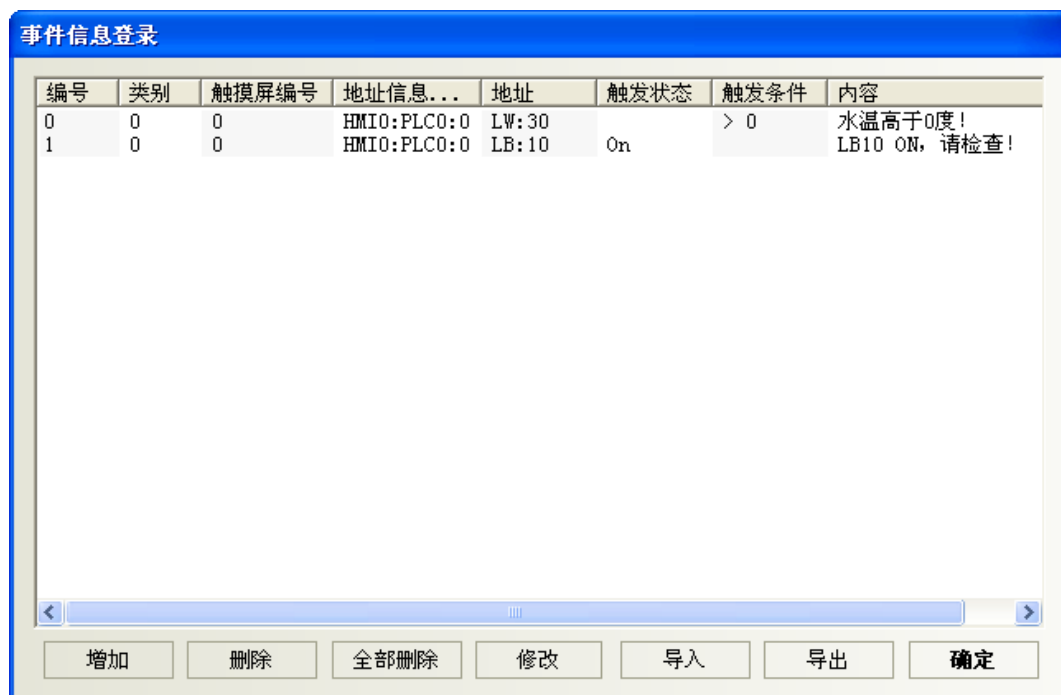 事件信息登录
编号 类别 触摸屏编号 地址信息... 地址 触发状态 触发条件 内容
0 0 0 HMI0:PLC0:0 LW:30 > 0 水温高于0度!
1 0 0 HMI0:PLC0:0 LB:10 On LB10 ON，请检查!
增加 删除 全部删除 修改 导入 导出 确定